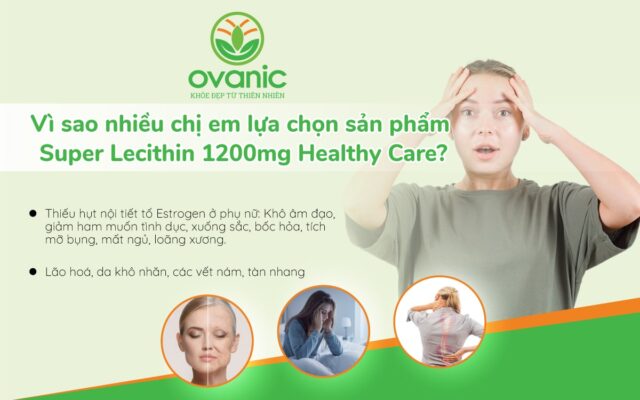 ovanic
KHỎE ĐẸP TỪ THIÊN NHIÊN
Vì sao nhiều chị em lựa chọn sản phẩm
Super Lecithin 1200mg Healthy Care?
Thiếu hụt nội tiết tố Estrogen ở phụ nữ: Khô âm đạo,
giảm ham muốn tình dục, xuống sắc, bốc hỏa, tích
mỡ bụng, mất ngủ, loãng xương.
Lão hoá, da khô nhăn, các vết nám, tàn nhang